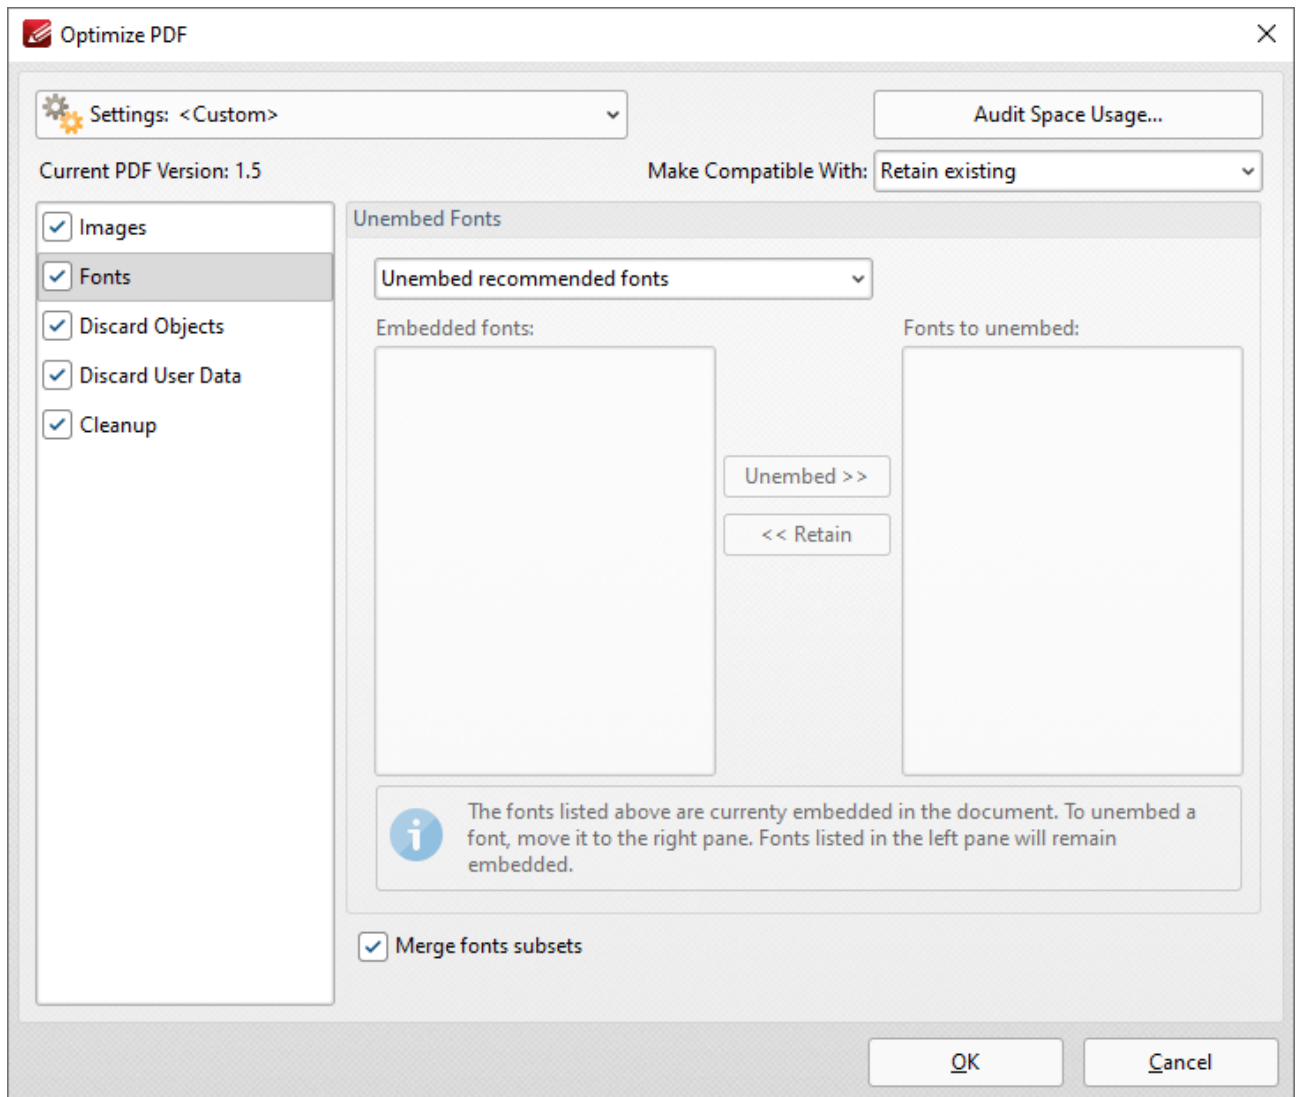 Optimize PDF
Settings: <Custom>
Audit Space Usage...
Current PDF Version: 1.5
Make Compatible With: Retain existing
Images
Fonts
Discard Objects
Discard User Data
Cleanup
Unembed Fonts
Unembed recommended fonts
Embedded fonts:
Fonts to unembed:
Unembed >>
<< Retain
The fonts listed above are currenty embedded in the document. To unembed a
font, move it to the right pane. Fonts listed in the left pane will remain
embedded.
Merge fonts subsets
OK
Cancel